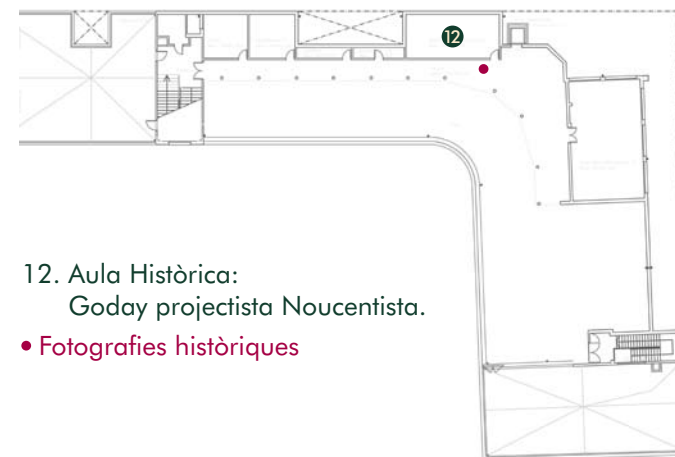 12
12. Aula Històrica:
Goday projectista Noucentista.
• Fotografies històriques